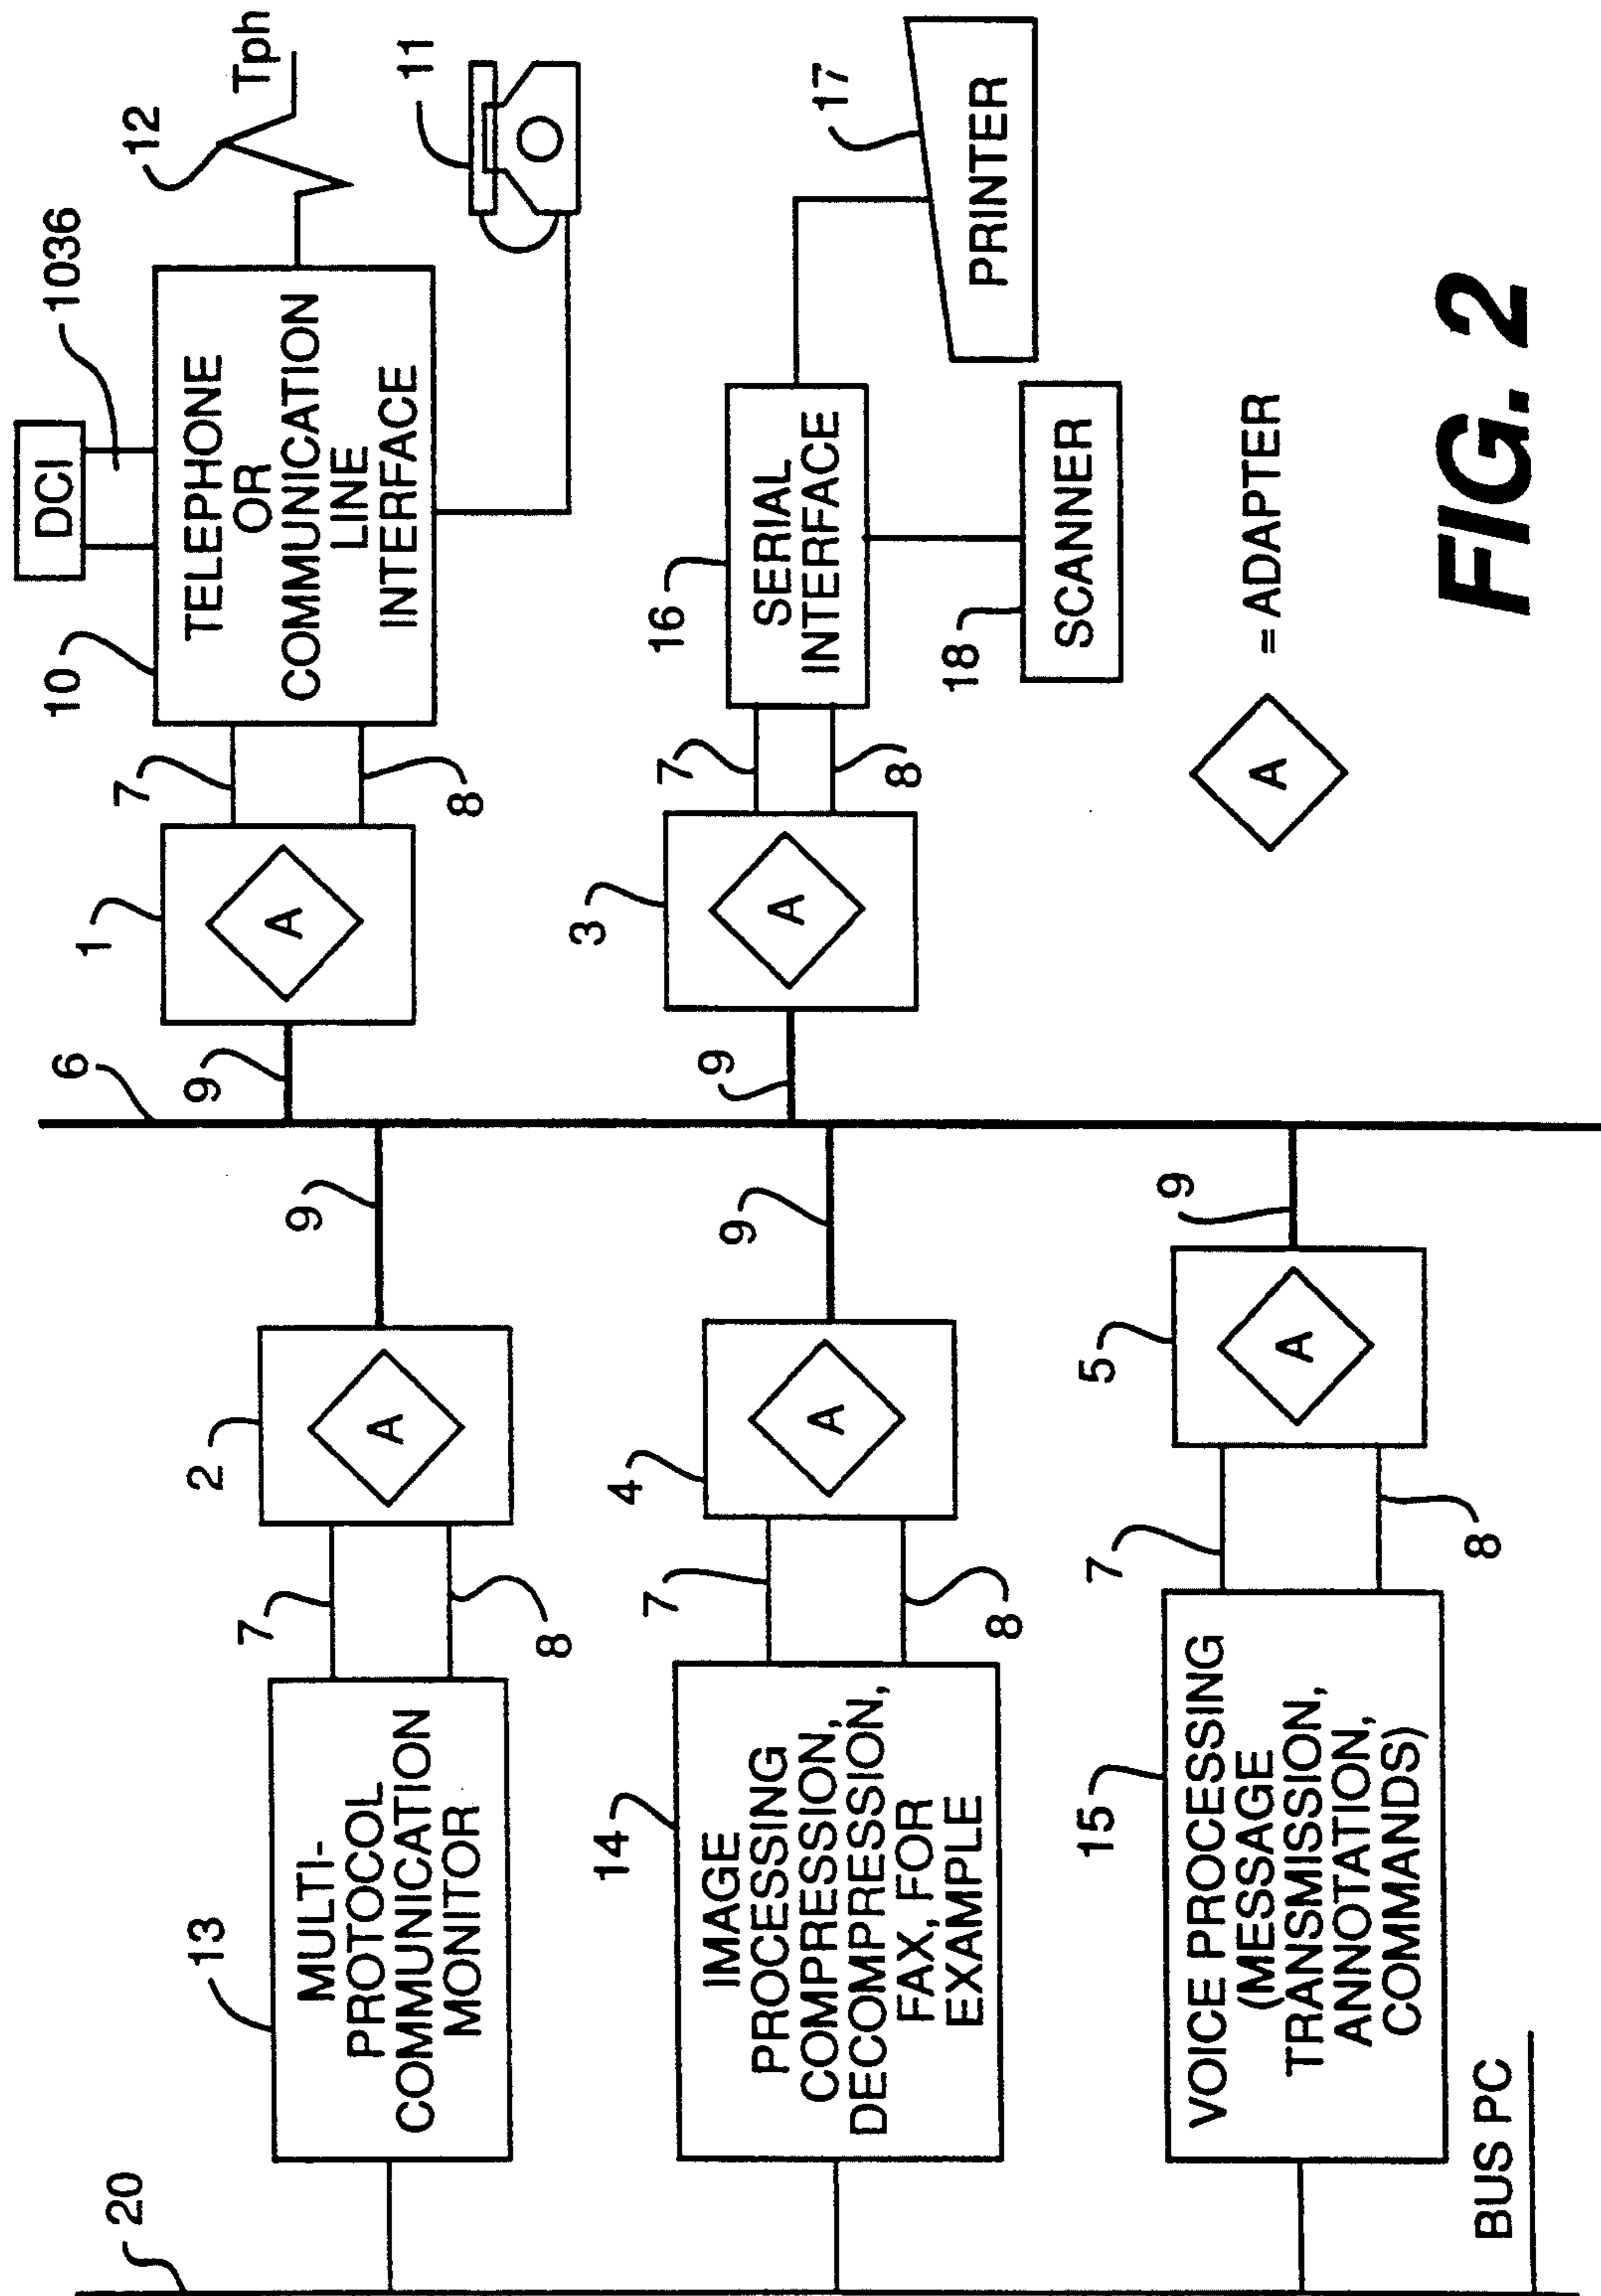 DCI
1036
12
Tph
10
TELEPHONE
OR
COMMUNICATION
LINE
INTERFACE
11
7
8
1
A
9
6
2
A
9
7
8
13
MULTI-
PROTOCOL
COMMUNICATION
MONITOR
20
16
SERIAL
INTERFACE
17
PRINTER
18
SCANNER
7
8
3
A
9
4
A
9
7
8
14
IMAGE
PROCESSING
COMPRESSION,
DECOMPRESSION,
FAX, FOR
EXAMPLE
5
A
9
7
8
15
VOICE PROCESSING
(MESSAGE
TRANSMISSION,
ANNOTATION,
COMMANDS)
BUS PC
A = ADAPTER
FIG. 2